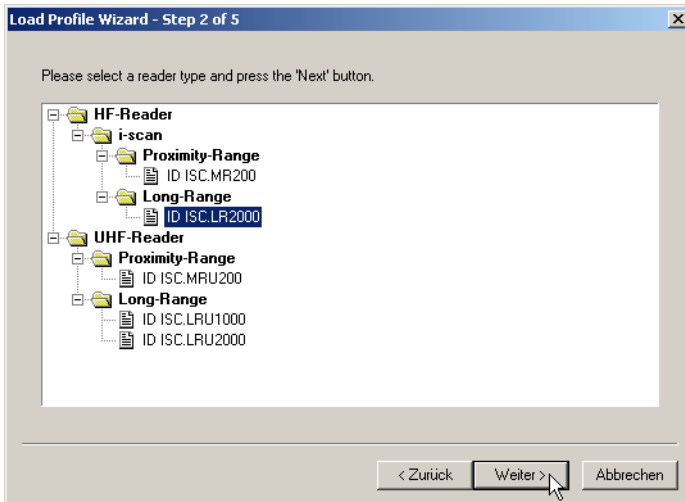 Load Profile Wizard - Step 2 of 5
Please select a reader type and press the 'Next' button.
HF-Reader
i-scan
Proximity-Range
ID ISC.MR200
Long-Range
ID ISC.LR2000
UHF-Reader
Proximity-Range
ID ISC.MRU200
Long-Range
ID ISC.LRU1000
ID ISC.LRU2000
< Zurück Weiter > Abbrechen